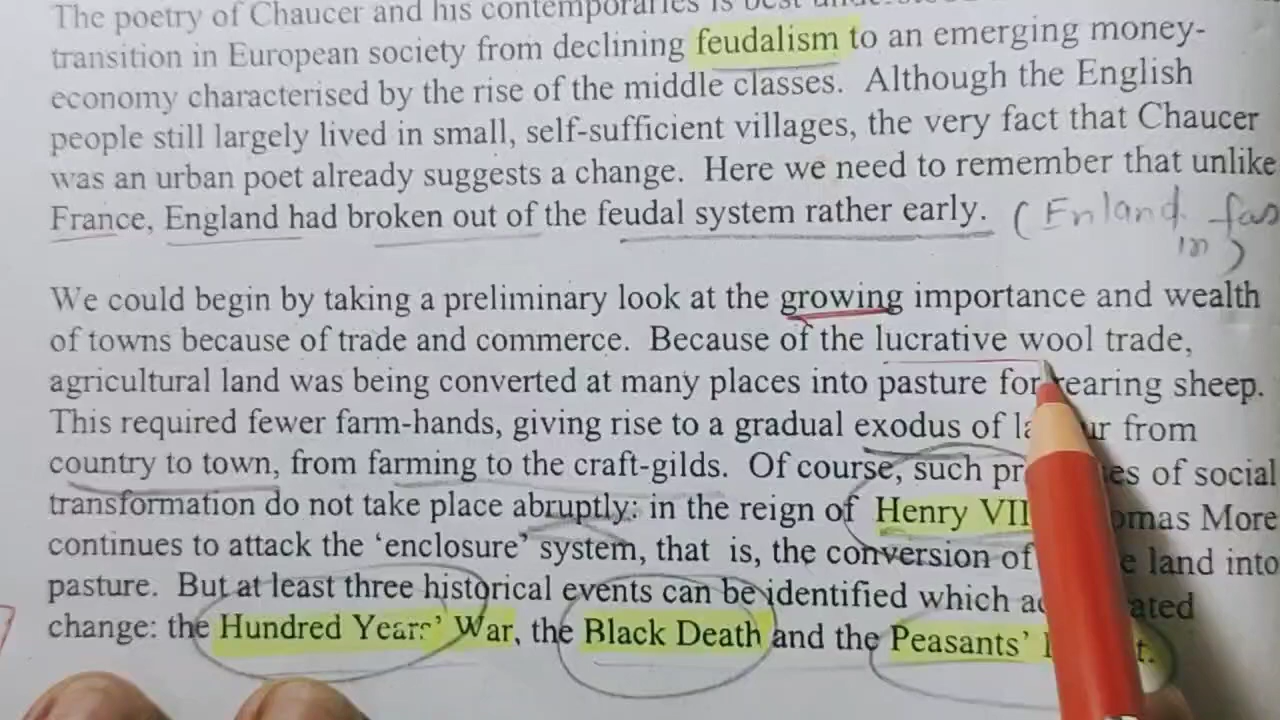 The poetry of Chaucer and his contemporaries is best
transition in European society from declining feudalism to an emerging money-
economy characterised by the rise of the middle classes. Although the English
people still largely lived in small, self-sufficient villages, the very fact that Chaucer
was an urban poet already suggests a change. Here we need to remember that unlike
France, England had broken out of the feudal system rather early. (Enland
We could begin by taking a preliminary look at the growing importance and wealth
of towns because of trade and commerce. Because of the lucrative wool trade,
agricultural land was being converted at many places into pasture for rearing sheep.
This required fewer farm-hands, giving rise to a gradual exodus of from
country to town, from farming to the craft-gilds. Of course, such of social
transformation do not take place abruptly: in the reign of Henry More
continues to attack the ‘enclosure’ system, that is, the conversion of land into
pasture. But at least three historical events can be identified which
change: the Hundred Years’ War, the Black Death and the Peasants’